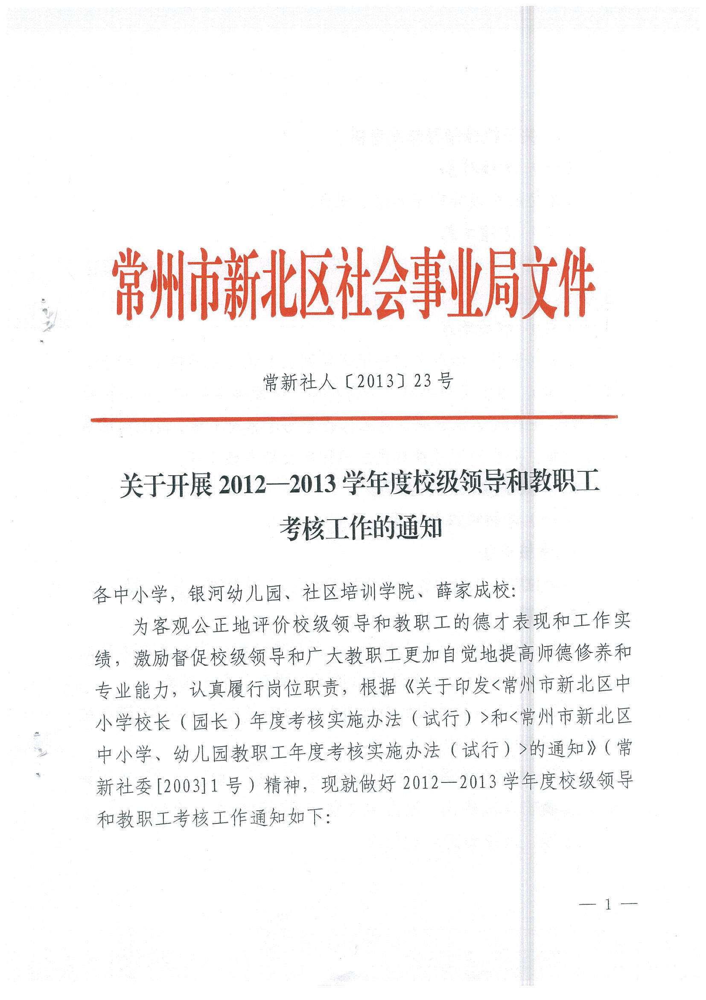 常州市新北区社会事业局文件
常新社人〔2013〕23号
关于开展2012—2013学年度校级领导和教职工
考核工作的通知
各中小学，银河幼儿园、社区培训学院、薛家成校：
为客观公正地评价校级领导和教职工的德才表现和工作实
绩，激励督促校级领导和广大教职工更加自觉地提高师德修养和
专业能力，认真履行岗位职责，根据《关于印发<常州市新北区中
小学校长（园长）年度考核实施办法（试行）>和<常州市新北区
中小学、幼儿园教职工年度考核实施办法（试行）>的通知》（常
新社委[2003]1号）精神，现就做好2012—2013学年度校级领导
和教职工考核工作通知如下：
— 1 —